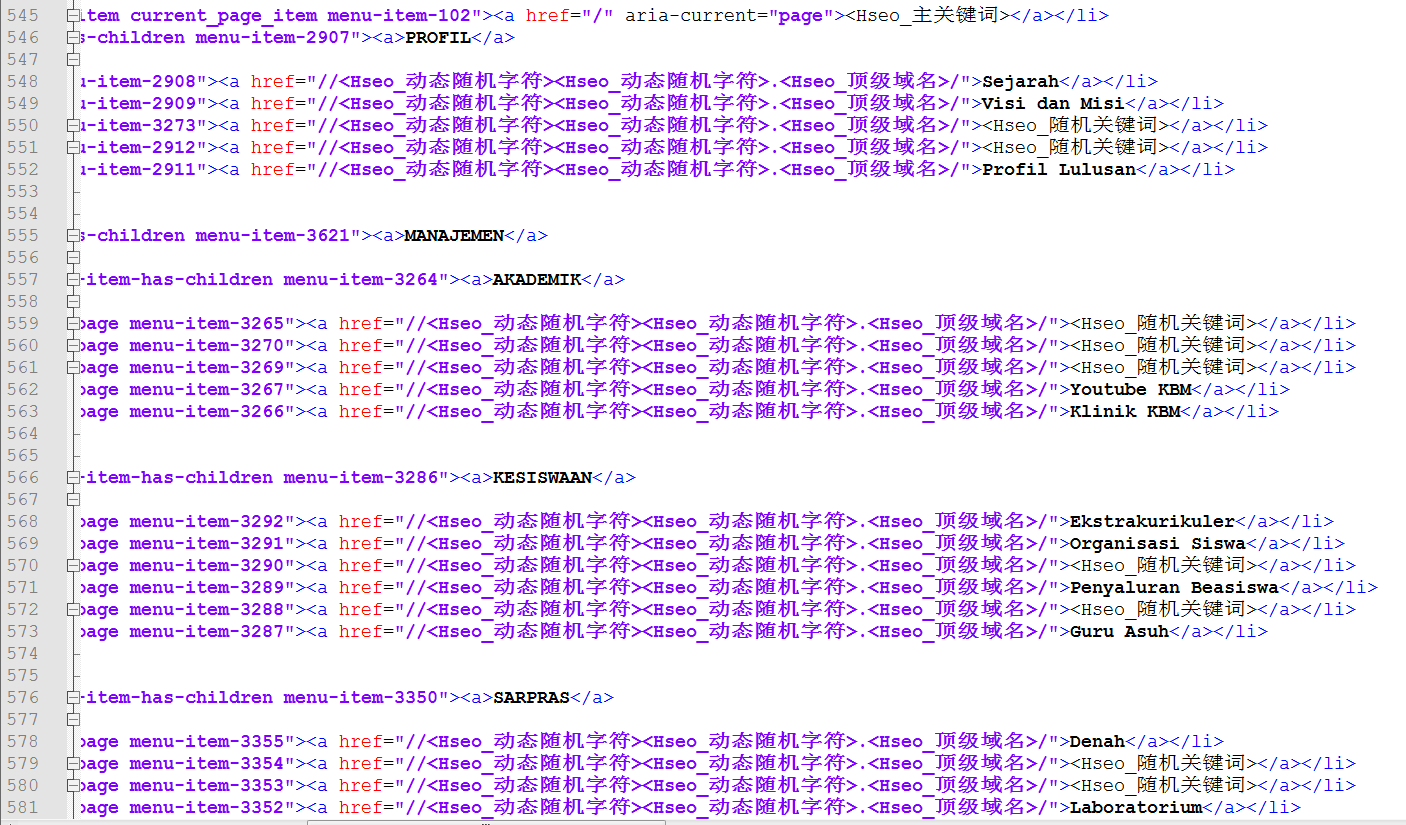 545 item current_page_item menu-item-102"><a href="/" aria-current="page"><Hseo_主关键词></a></li>
546 s-children menu-item-2907"><a>PROFIL</a>
547
548 u-item-2908"><a href="//<Hseo_动态随机字符><Hseo_动态随机字符>.<Hseo_顶级域名>/">Sejarah</a></li>
549 u-item-2909"><a href="//<Hseo_动态随机字符><Hseo_动态随机字符>.<Hseo_顶级域名>/">Visi dan Misi</a></li>
550 u-item-3273"><a href="//<Hseo_动态随机字符><Hseo_动态随机字符>.<Hseo_顶级域名>/"><Hseo_随机关键词></a></li>
551 u-item-2912"><a href="//<Hseo_动态随机字符><Hseo_动态随机字符>.<Hseo_顶级域名>/"><Hseo_随机关键词></a></li>
552 u-item-2911"><a href="//<Hseo_动态随机字符><Hseo_动态随机字符>.<Hseo_顶级域名>/">Profil Lulusan</a></li>
553
554
555 s-children menu-item-3621"><a>MANAJEMEN</a>
556
557 -item-has-children menu-item-3264"><a>AKADEMIK</a>
558
559 page menu-item-3265"><a href="//<Hseo_动态随机字符><Hseo_动态随机字符>.<Hseo_顶级域名>/"><Hseo_随机关键词></a></li>
560 page menu-item-3270"><a href="//<Hseo_动态随机字符><Hseo_动态随机字符>.<Hseo_顶级域名>/"><Hseo_随机关键词></a></li>
561 page menu-item-3269"><a href="//<Hseo_动态随机字符><Hseo_动态随机字符>.<Hseo_顶级域名>/"><Hseo_随机关键词></a></li>
562 page menu-item-3267"><a href="//<Hseo_动态随机字符><Hseo_动态随机字符>.<Hseo_顶级域名>/">Youtube KBM</a></li>
563 page menu-item-3266"><a href="//<Hseo_动态随机字符><Hseo_动态随机字符>.<Hseo_顶级域名>/">Klinik KBM</a></li>
564
565
566 -item-has-children menu-item-3286"><a>KESISWAAN</a>
567
568 page menu-item-3292"><a href="//<Hseo_动态随机字符><Hseo_动态随机字符>.<Hseo_顶级域名>/">Ekstrakurikuler</a></li>
569 page menu-item-3291"><a href="//<Hseo_动态随机字符><Hseo_动态随机字符>.<Hseo_顶级域名>/">Organisasi Siswa</a></li>
570 page menu-item-3290"><a href="//<Hseo_动态随机字符><Hseo_动态随机字符>.<Hseo_顶级域名>/"><Hseo_随机关键词></a></li>
571 page menu-item-3289"><a href="//<Hseo_动态随机字符><Hseo_动态随机字符>.<Hseo_顶级域名>/">Penyaluran Beasiswa</a></li>
572 page menu-item-3288"><a href="//<Hseo_动态随机字符><Hseo_动态随机字符>.<Hseo_顶级域名>/"><Hseo_随机关键词></a></li>
573 page menu-item-3287"><a href="//<Hseo_动态随机字符><Hseo_动态随机字符>.<Hseo_顶级域名>/">Guru Asuh</a></li>
574
575
576 -item-has-children menu-item-3350"><a>SARPRAS</a>
577
578 page menu-item-3355"><a href="//<Hseo_动态随机字符><Hseo_动态随机字符>.<Hseo_顶级域名>/">Denah</a></li>
579 page menu-item-3354"><a href="//<Hseo_动态随机字符><Hseo_动态随机字符>.<Hseo_顶级域名>/"><Hseo_随机关键词></a></li>
580 page menu-item-3353"><a href="//<Hseo_动态随机字符><Hseo_动态随机字符>.<Hseo_顶级域名>/"><Hseo_随机关键词></a></li>
581 page menu-item-3352"><a href="//<Hseo_动态随机字符><Hseo_动态随机字符>.<Hseo_顶级域名>/">Laboratorium</a></li>